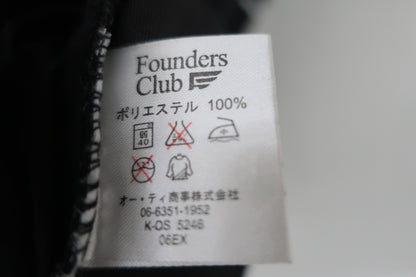 Founders
Club
ポリエステル 100%
弱
40
オー・ティ商事株式会社
06-6351-1952
K-OS 5246
06EX